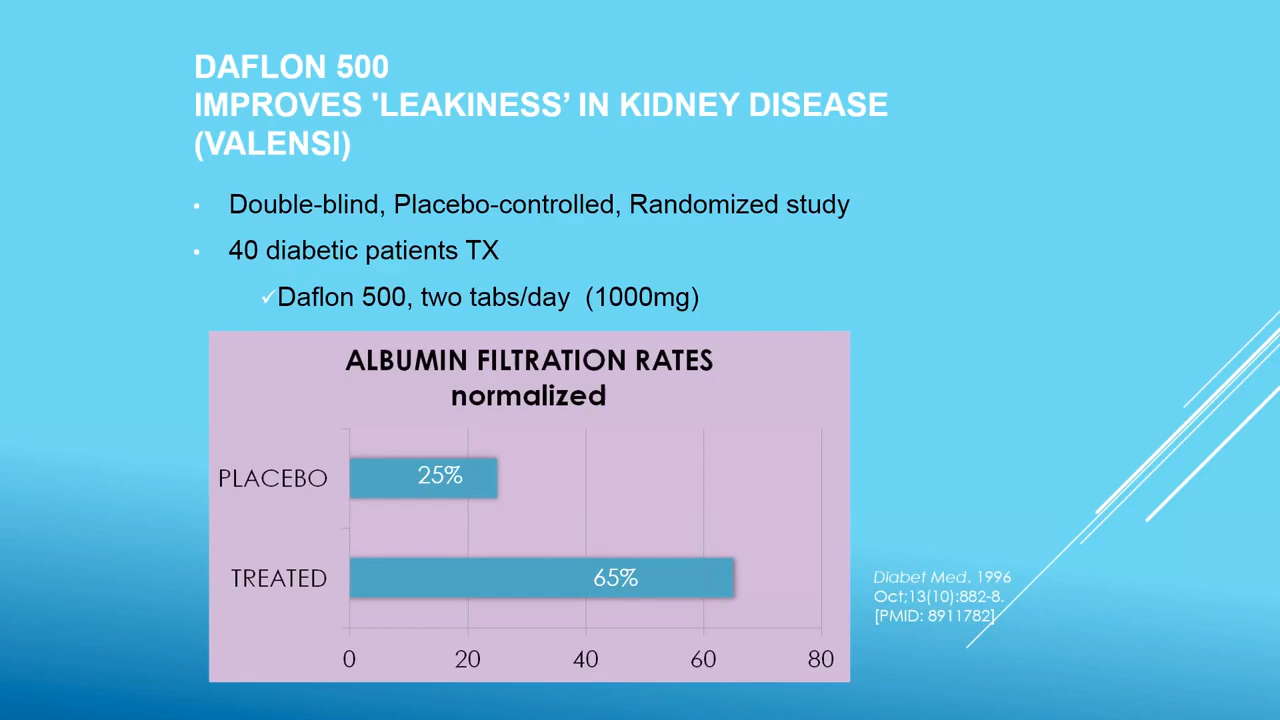 DAFLON 500
IMPROVES 'LEAKINESS’ IN KIDNEY DISEASE
(VALENSI)
• Double-blind, Placebo-controlled, Randomized study
• 40 diabetic patients TX
✓Daflon 500, two tabs/day (1000mg)
ALBUMIN FILTRATION RATES
normalized
PLACEBO 25%
TREATED 65%
0 20 40 60 80
Diabet Med. 1996
Oct;13(10):882-8.
[PMID: 8911782]